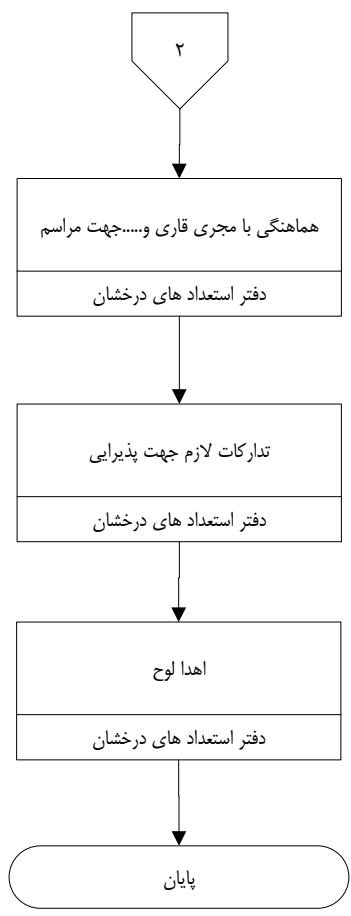 ۲
هماهنگی با مجری قاری و.....جهت مراسم
دفتر استعداد های درخشان
تدارکات لازم جهت پذیرایی
دفتر استعداد های درخشان
اهدا لوح
دفتر استعداد های درخشان
پایان